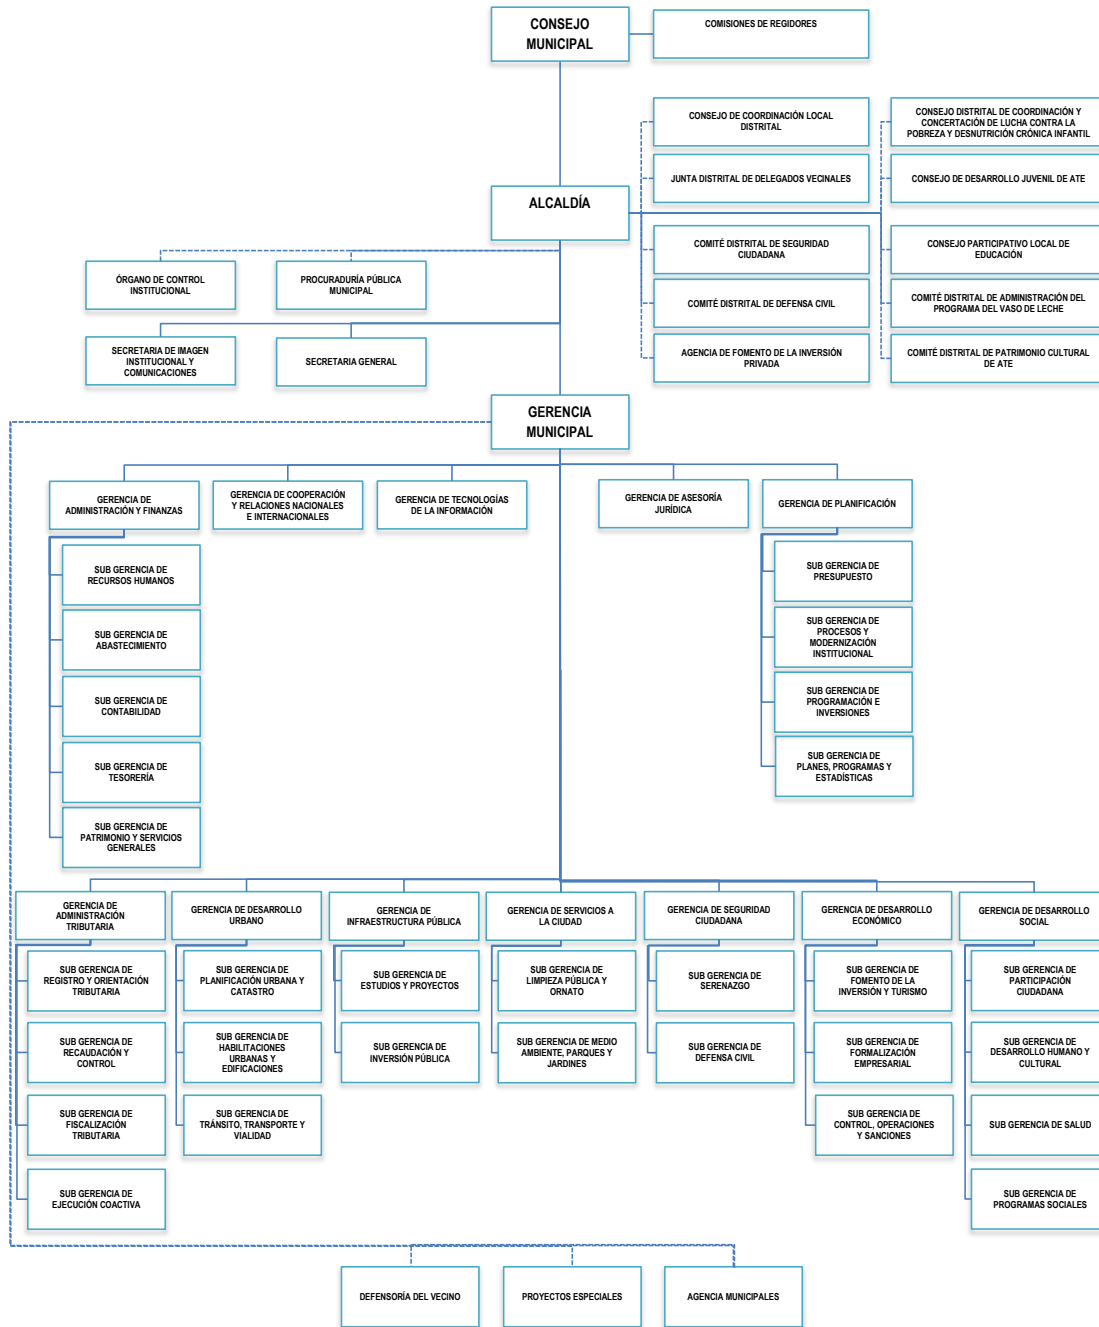 CONSEJO
MUNICIPAL
COMISIONES DE REGIDORES
CONSEJO DE COORDINACIÓN LOCAL
DISTRITAL
CONSEJO DISTRITAL DE COORDINACIÓN Y
CONCERTACIÓN DE LUCHA CONTRA LA
POBREZA Y DESNUTRICIÓN CRÓNICA INFANTIL
JUNTA DISTRITAL DE DELEGADOS VECINALES
CONSEJO DE DESARROLLO JUVENIL DE ATE
ALCALDÍA
COMITÉ DISTRITAL DE SEGURIDAD
CIUDADANA
CONSEJO PARTICIPATIVO LOCAL DE
EDUCACIÓN
ÓRGANO DE CONTROL
INSTITUCIONAL
PROCURADURÍA PÚBLICA
MUNICIPAL
COMITÉ DISTRITAL DE DEFENSA CIVIL
COMITÉ DISTRITAL DE ADMINISTRACIÓN DEL
PROGRAMA DEL VASO DE LECHE
SECRETARIA DE IMAGEN
INSTITUCIONAL Y
COMUNICACIONES
SECRETARIA GENERAL
AGENCIA DE FOMENTO DE LA INVERSIÓN
PRIVADA
COMITÉ DISTRITAL DE PATRIMONIO CULTURAL
DE ATE
GERENCIA
MUNICIPAL
GERENCIA DE
ADMINISTRACIÓN Y FINANZAS
GERENCIA DE COOPERACIÓN
Y RELACIONES NACIONALES
E INTERNACIONALES
GERENCIA DE TECNOLOGÍAS
DE LA INFORMACIÓN
GERENCIA DE ASESORÍA
JURÍDICA
GERENCIA DE PLANIFICACIÓN
SUB GERENCIA DE
RECURSOS HUMANOS
SUB GERENCIA DE
ABASTECIMIENTO
SUB GERENCIA DE
CONTABILIDAD
SUB GERENCIA DE
TESORERÍA
SUB GERENCIA DE
PATRIMONIO Y SERVICIOS
GENERALES
SUB GERENCIA DE
PRESUPUESTO
SUB GERENCIA DE
PROCESOS Y
MODERNIZACIÓN
INSTITUCIONAL
SUB GERENCIA DE
PROGRAMACIÓN E
INVERSIONES
SUB GERENCIA DE
PLANES, PROGRAMAS Y
ESTADÍSTICAS
GERENCIA DE
ADMINISTRACIÓN
TRIBUTARIA
GERENCIA DE DESARROLLO
URBANO
GERENCIA DE
INFRAESTRUCTURA PÚBLICA
GERENCIA DE SERVICIOS A
LA CIUDAD
GERENCIA DE SEGURIDAD
CIUDADANA
GERENCIA DE DESARROLLO
ECONÓMICO
GERENCIA DE DESARROLLO
SOCIAL
SUB GERENCIA DE
REGISTRO Y ORIENTACIÓN
TRIBUTARIA
SUB GERENCIA DE
PLANIFICACIÓN URBANA Y
CATASTRO
SUB GERENCIA DE
ESTUDIOS Y PROYECTOS
SUB GERENCIA DE
LIMPIEZA PÚBLICA Y
ORNATO
SUB GERENCIA DE
SERENAZGO
SUB GERENCIA DE
FOMENTO DE LA
INVERSIÓN Y TURISMO
SUB GERENCIA DE
PARTICIPACIÓN
CIUDADANA
SUB GERENCIA DE
RECAUDACIÓN Y
CONTROL
SUB GERENCIA DE
HABILITACIONES
URBANAS Y
EDIFICACIONES
SUB GERENCIA DE
INVERSIÓN PÚBLICA
SUB GERENCIA DE MEDIO
AMBIENTE, PARQUES Y
JARDINES
SUB GERENCIA DE
DEFENSA CIVIL
SUB GERENCIA DE
FORMALIZACIÓN
EMPRESARIAL
SUB GERENCIA DE
DESARROLLO HUMANO Y
CULTURAL
SUB GERENCIA DE
FISCALIZACIÓN
TRIBUTARIA
SUB GERENCIA DE
TRÁNSITO, TRANSPORTE Y
VIALIDAD
SUB GERENCIA DE
CONTROL, OPERACIONES
Y SANCIONES
SUB GERENCIA DE SALUD
SUB GERENCIA DE
EJECUCIÓN COACTIVA
SUB GERENCIA DE
PROGRAMAS SOCIALES
DEFENSORÍA DEL VECINO
PROYECTOS ESPECIALES
AGENCIA MUNICIPALES